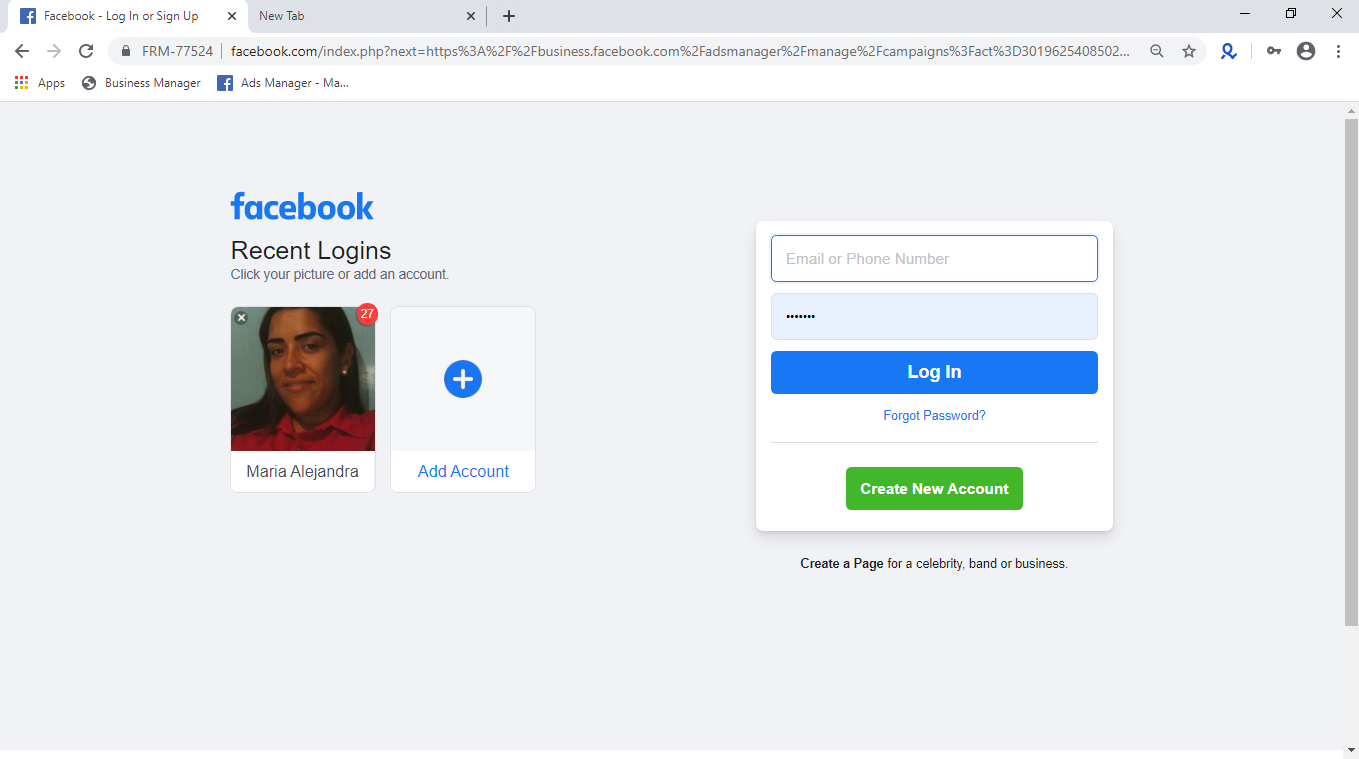 Facebook - Log In or Sign Up
New Tab
FRM-77524
facebook.com/index.php?next=https%3A%2F%2Fbusiness.facebook.com%2Fadsmanager%2Fmanage%2Fcampaigns%3Fact%3D3019625408502...
Apps
Business Manager
Ads Manager - Ma...
facebook
Recent Logins
Click your picture or add an account.
27
Maria Alejandra
Add Account
Email or Phone Number
•••••••
Log In
Forgot Password?
Create New Account
Create a Page for a celebrity, band or business.